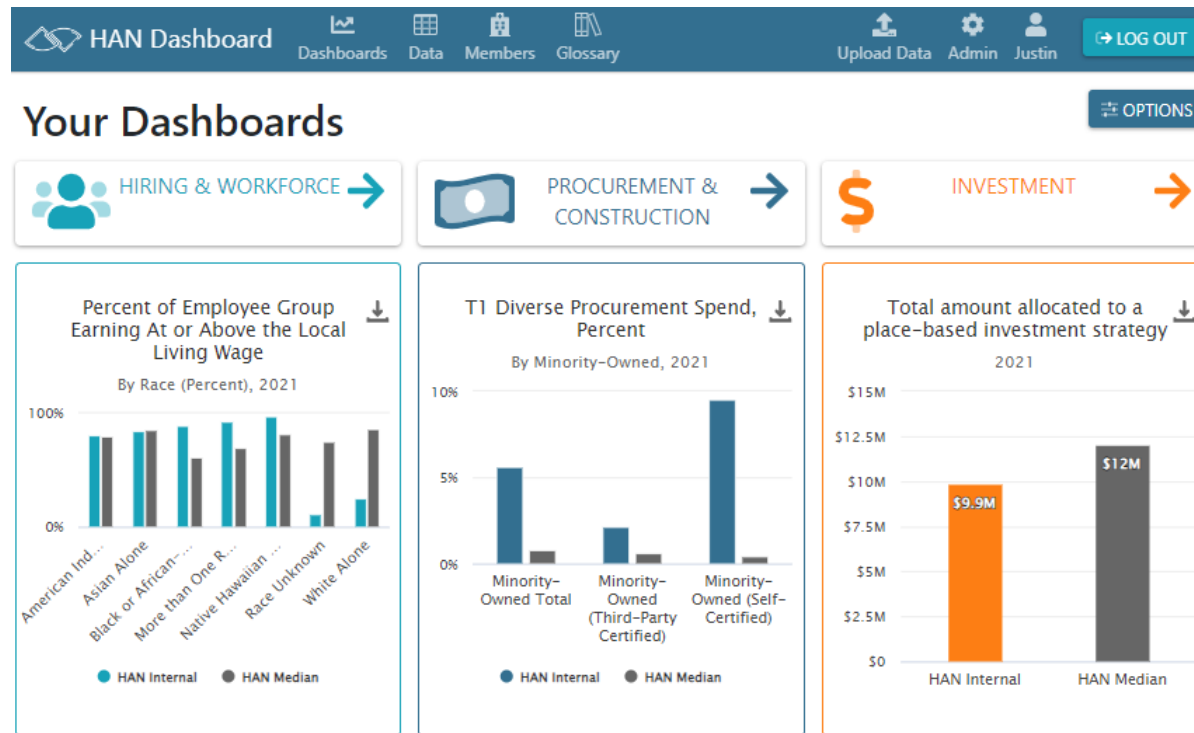 HAN Dashboard
Dashboards
Data
Members
Glossary
Upload Data
Admin
Justin
LOG OUT
Your Dashboards
OPTIONS
HIRING & WORKFORCE
PROCUREMENT &
CONSTRUCTION
INVESTMENT
Percent of Employee Group
Earning At or Above the Local
Living Wage
By Race (Percent), 2021
100%
0%
American Ind...
Asian Alone
Black or African-...
More than One R...
Native Hawaiian ...
Race Unknown
White Alone
HAN Internal
HAN Median
T1 Diverse Procurement Spend,
Percent
By Minority-Owned, 2021
10%
5%
0%
Minority-
Owned Total
Minority-
Owned
(Third-Party
Certified)
Minority-
Owned (Self-
Certified)
HAN Internal
HAN Median
Total amount allocated to a
place-based investment strategy
2021
$15M
$12.5M
$10M
$7.5M
$5M
$2.5M
$0
$9.9M
$12M
HAN Internal
HAN Median